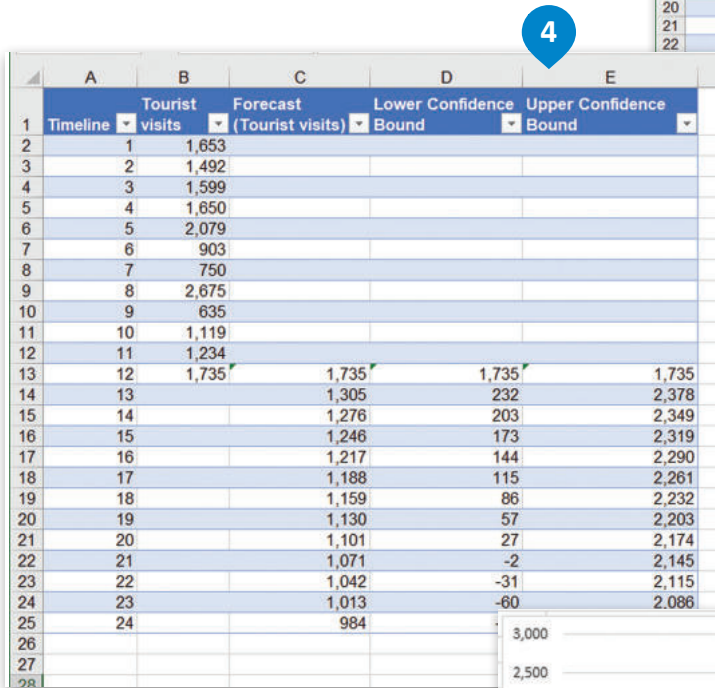 20
21
22
4
A B C D E
Tourist Forecast Lower Confidence Upper Confidence
1 Timeline visits (Tourist visits) Bound Bound
2 1 1,653
3 2 1,492
4 3 1,599
5 4 1,650
6 5 2,079
7 6 903
8 7 750
9 8 2,675
10 9 635
11 10 1,119
12 11 1,234
13 12 1,735 1,735 1,735 1,735
14 13 1,305 232 2,378
15 14 1,276 203 2,349
16 15 1,246 173 2,319
17 16 1,217 144 2,290
18 17 1,188 115 2,261
19 18 1,159 86 2,232
20 19 1,130 57 2,203
21 20 1,101 27 2,174
22 21 1,071 -2 2,145
23 22 1,042 -31 2,115
24 23 1,013 -60 2,086
25 24 984
26
27
28
3,000
2,500